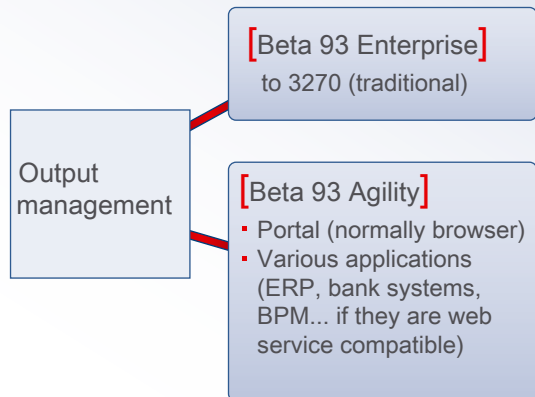 [Beta 93 Enterprise]
to 3270 (traditional)
Output
management
[Beta 93 Agility]
▪ Portal (normally browser)
▪ Various applications
(ERP, bank systems,
BPM... if they are web
service compatible)